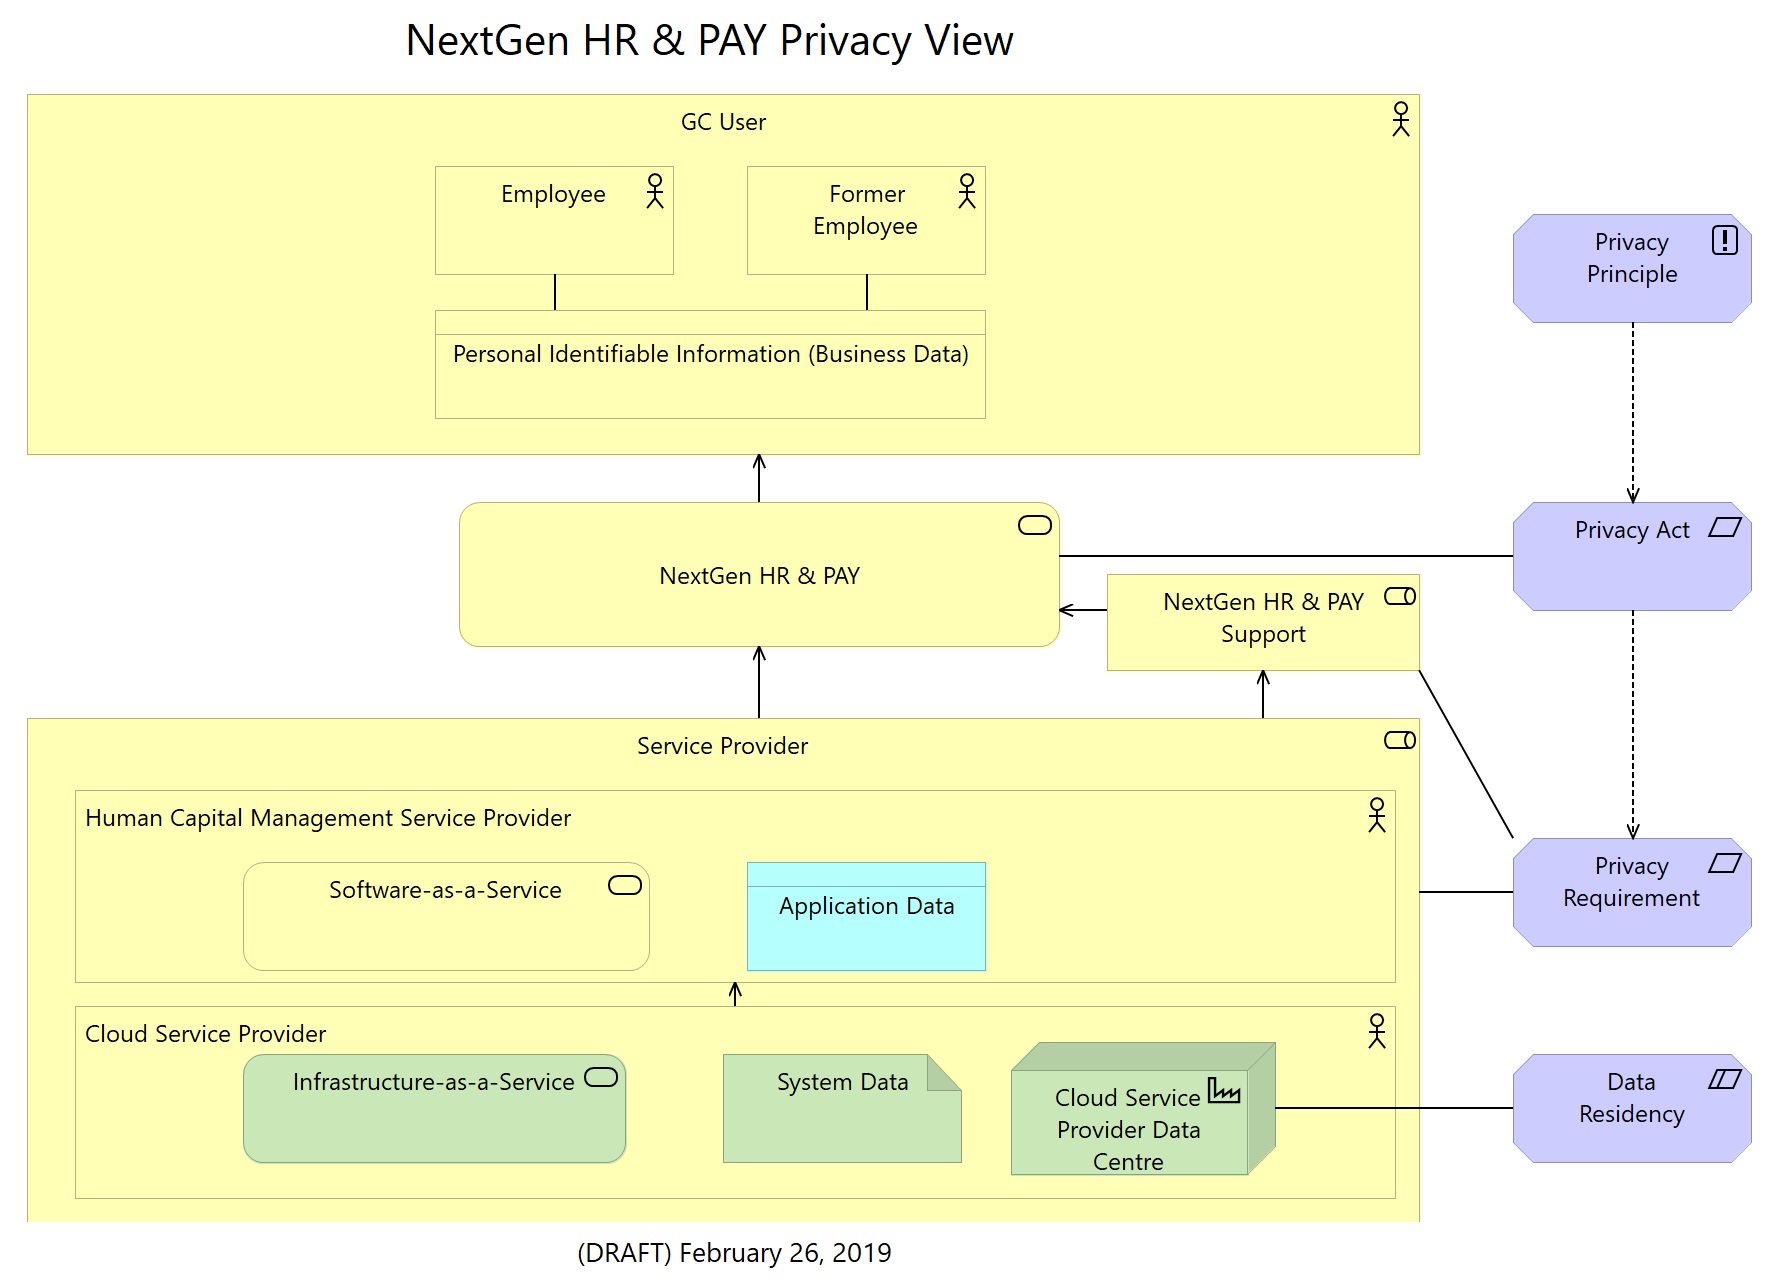 NextGen HR & PAY Privacy View
GC User
Employee
Former
Employee
Personal Identifiable Information (Business Data)
Privacy
Principle
NextGen HR & PAY
Privacy Act
NextGen HR & PAY
Support
Service Provider
Human Capital Management Service Provider
Software-as-a-Service
Application Data
Privacy
Requirement
Cloud Service Provider
Infrastructure-as-a-Service
System Data
Cloud Service
Provider Data
Centre
Data
Residency
(DRAFT) February 26, 2019